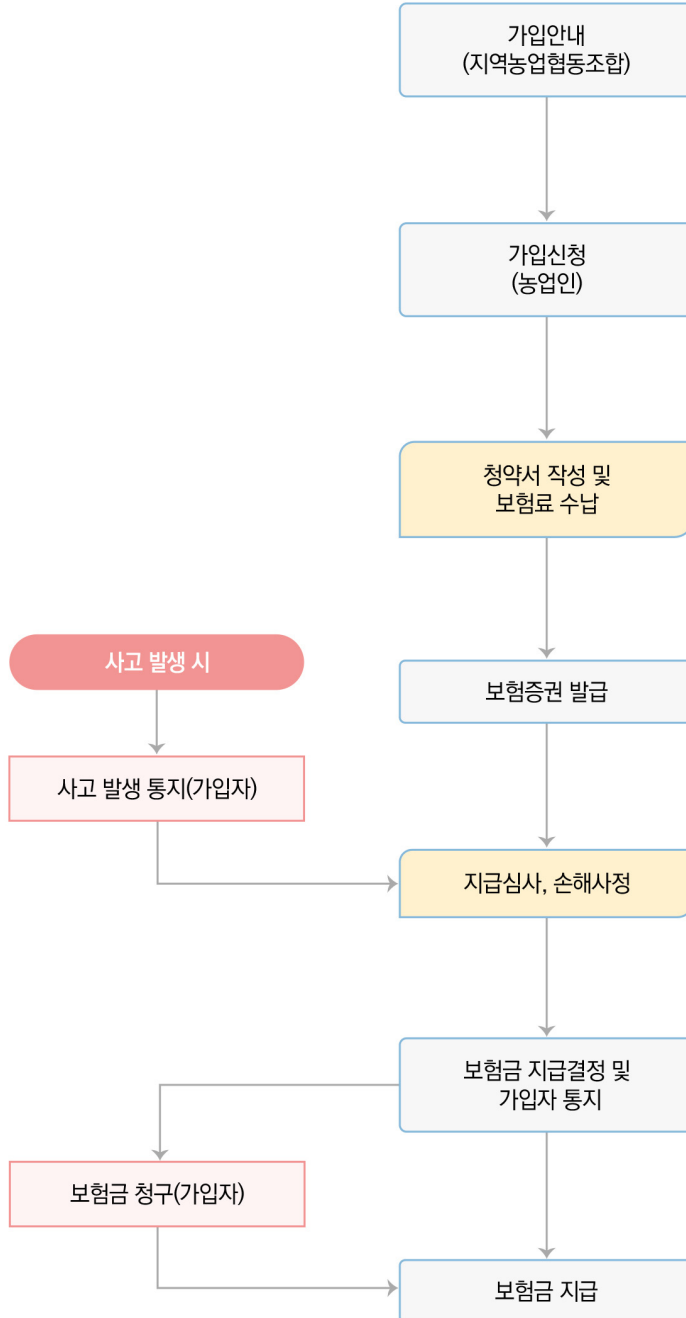 가입안내
(지역농업협동조합)
가입신청
(농업인)
청약서 작성 및
보험료 수납
사고 발생 시
보험증권 발급
사고 발생 통지(가입자)
지급심사, 손해사정
보험금 지급결정 및
가입자 통지
보험금 청구(가입자)
보험금 지급